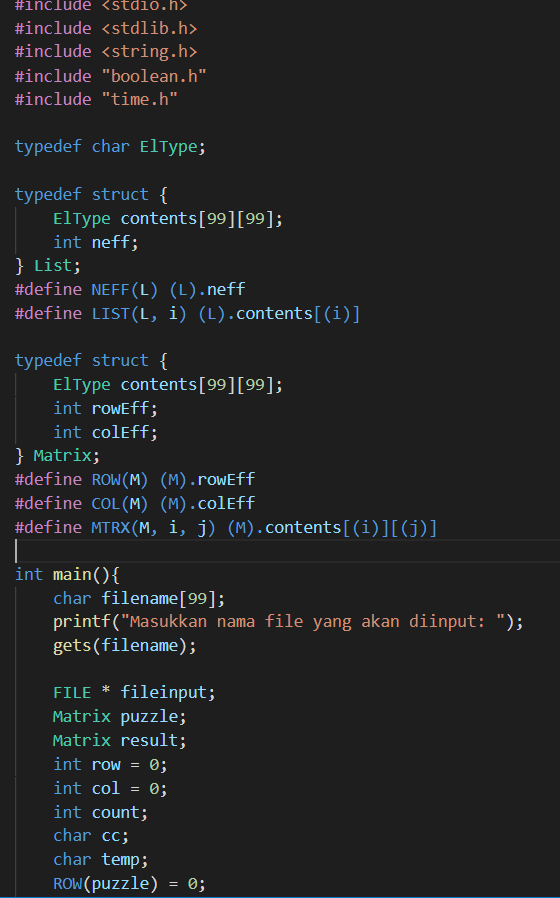 #include <stdio.h>
#include <stdlib.h>
#include <string.h>
#include "boolean.h"
#include "time.h"
typedef char ElType;
typedef struct {
    ElType contents[99][99];
    int neff;
} List;
#define NEFF(L) (L).neff
#define LIST(L, i) (L).contents[(i)]
typedef struct {
    ElType contents[99][99];
    int rowEff;
    int colEff;
} Matrix;
#define ROW(M) (M).rowEff
#define COL(M) (M).colEff
#define MTRX(M, i, j) (M).contents[(i)][(j)]
int main(){
    char filename[99];
    printf("Masukkan nama file yang akan diinput: ");
    gets(filename);
    FILE * fileinput;
    Matrix puzzle;
    Matrix result;
    int row = 0;
    int col = 0;
    int count;
    char cc;
    char temp;
    ROW(puzzle) = 0;